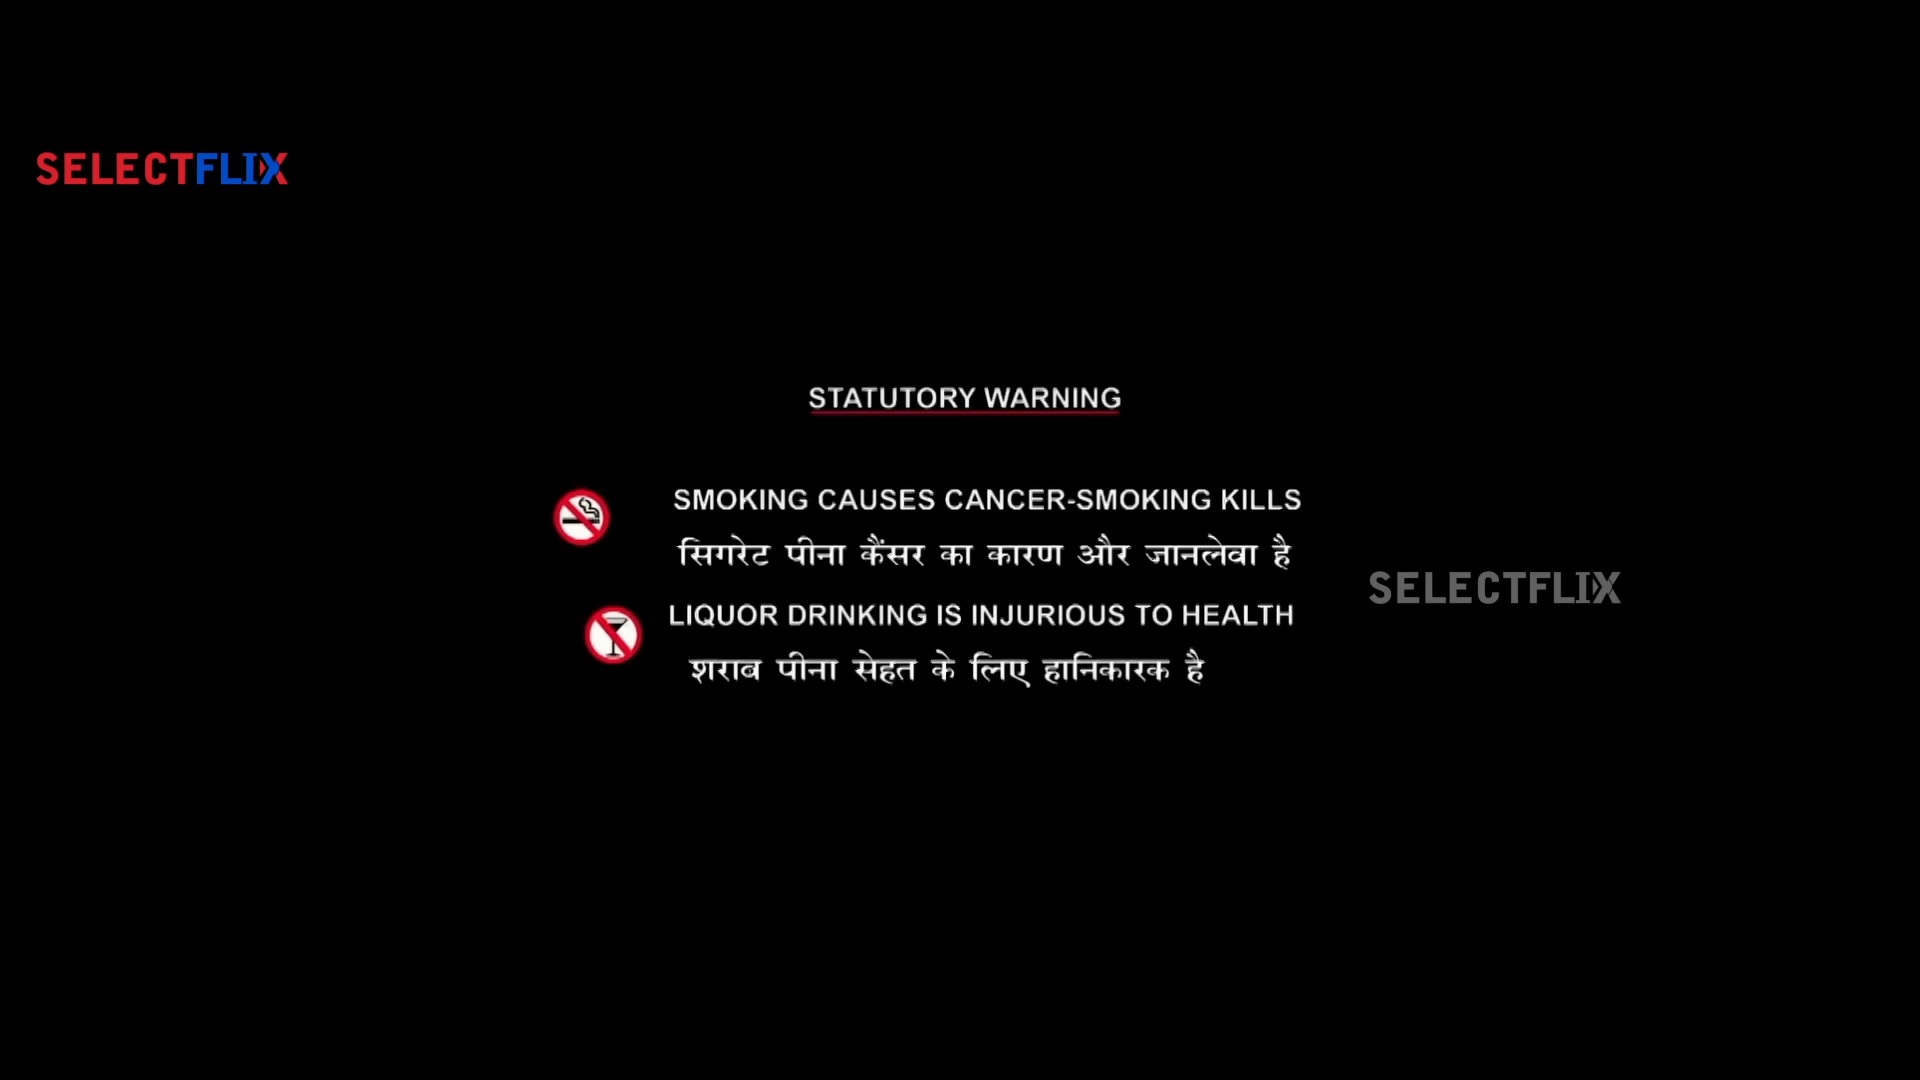 SELECTFLIX
STATUTORY WARNING
SMOKING CAUSES CANCER-SMOKING KILLS
सिगरेट पीना कैंसर का कारण और जानलेवा है
SELECTFLIX
LIQUOR DRINKING IS INJURIOUS TO HEALTH
शराब पीना सेहत के लिए हानिकारक है